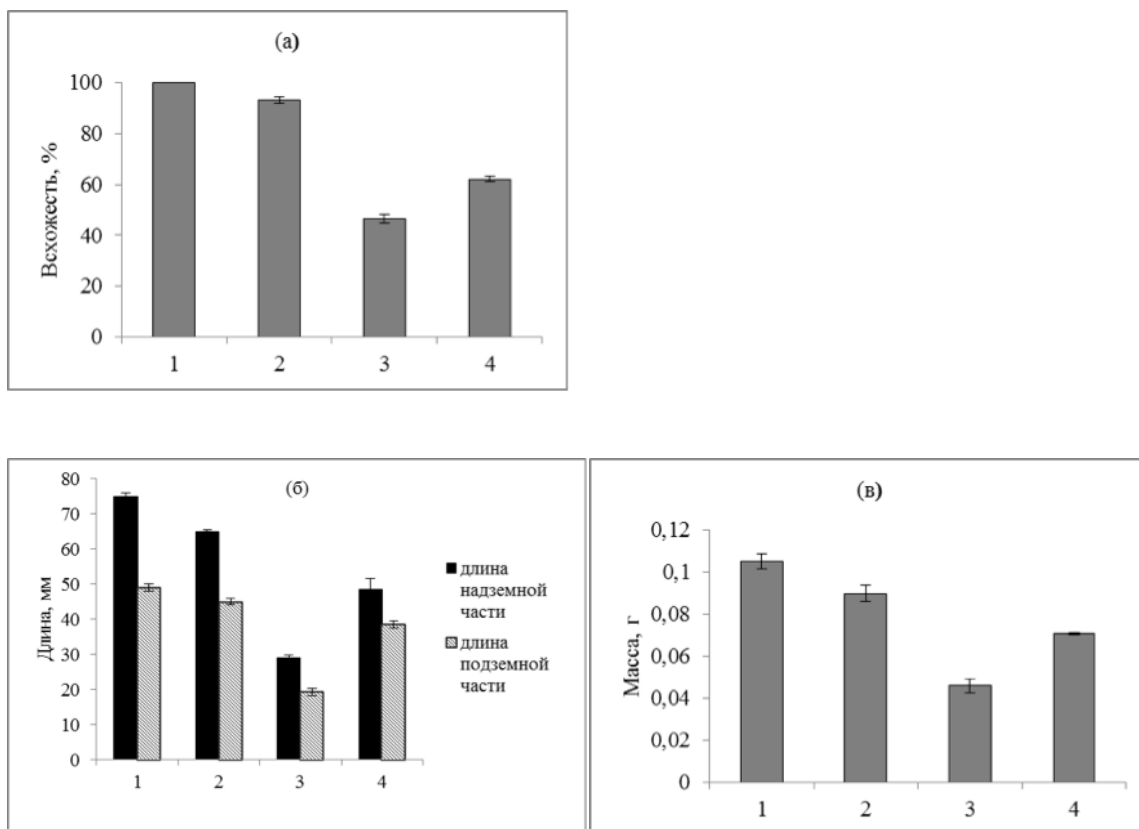 (а)
Всхожесть, %
100
80
60
40
20
0
1 2 3 4
(б)
Длина, мм
80
70
60
50
40
30
20
10
0
1 2 3 4
длина
надземной
части
длина
подземной
части
(в)
Масса, г
0,12
0,1
0,08
0,06
0,04
0,02
0
1 2 3 4